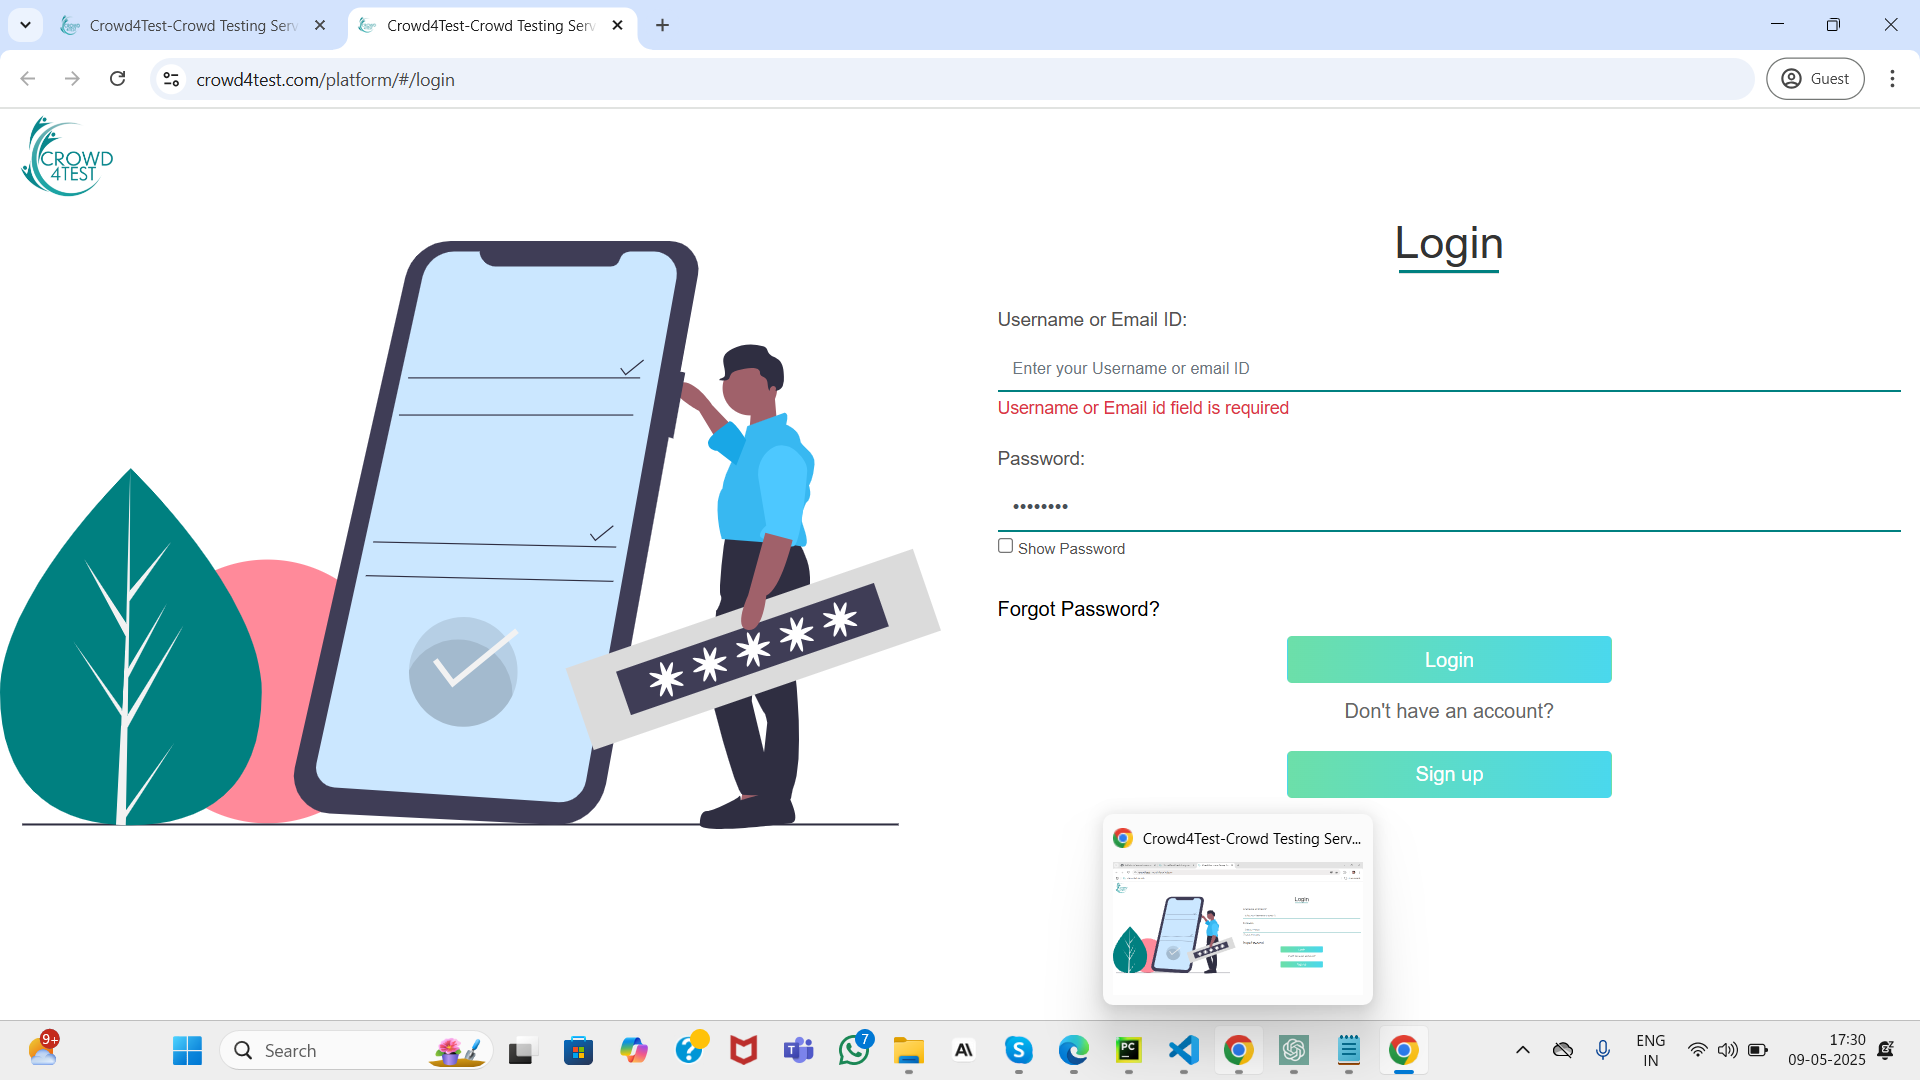 Crowd4Test-Crowd Testing Serv
Crowd4Test-Crowd Testing Serv
crowd4test.com/platform/#/login
Guest
CROWD
4TEST
Login
Username or Email ID:
Enter your Username or email ID
Username or Email id field is required
Password:
••••••••
Show Password
Forgot Password?
Login
Don't have an account?
Sign up
Crowd4Test-Crowd Testing Serv...
Login
9+
Search
7
PC
ENG
IN
17:30
09-05-2025